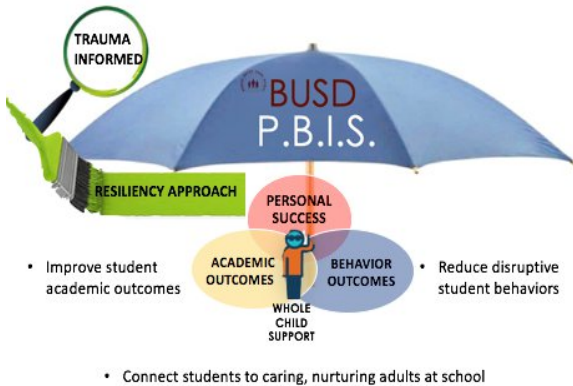 TRAUMA
INFORMED
BUSD
P.B.I.S.
RESILIENCY APPROACH
PERSONAL
SUCCESS
• Improve student
academic outcomes
ACADEMIC
OUTCOMES
BEHAVIOR
OUTCOMES
• Reduce disruptive
student behaviors
WHOLE
CHILD
SUPPORT
• Connect students to caring, nurturing adults at school